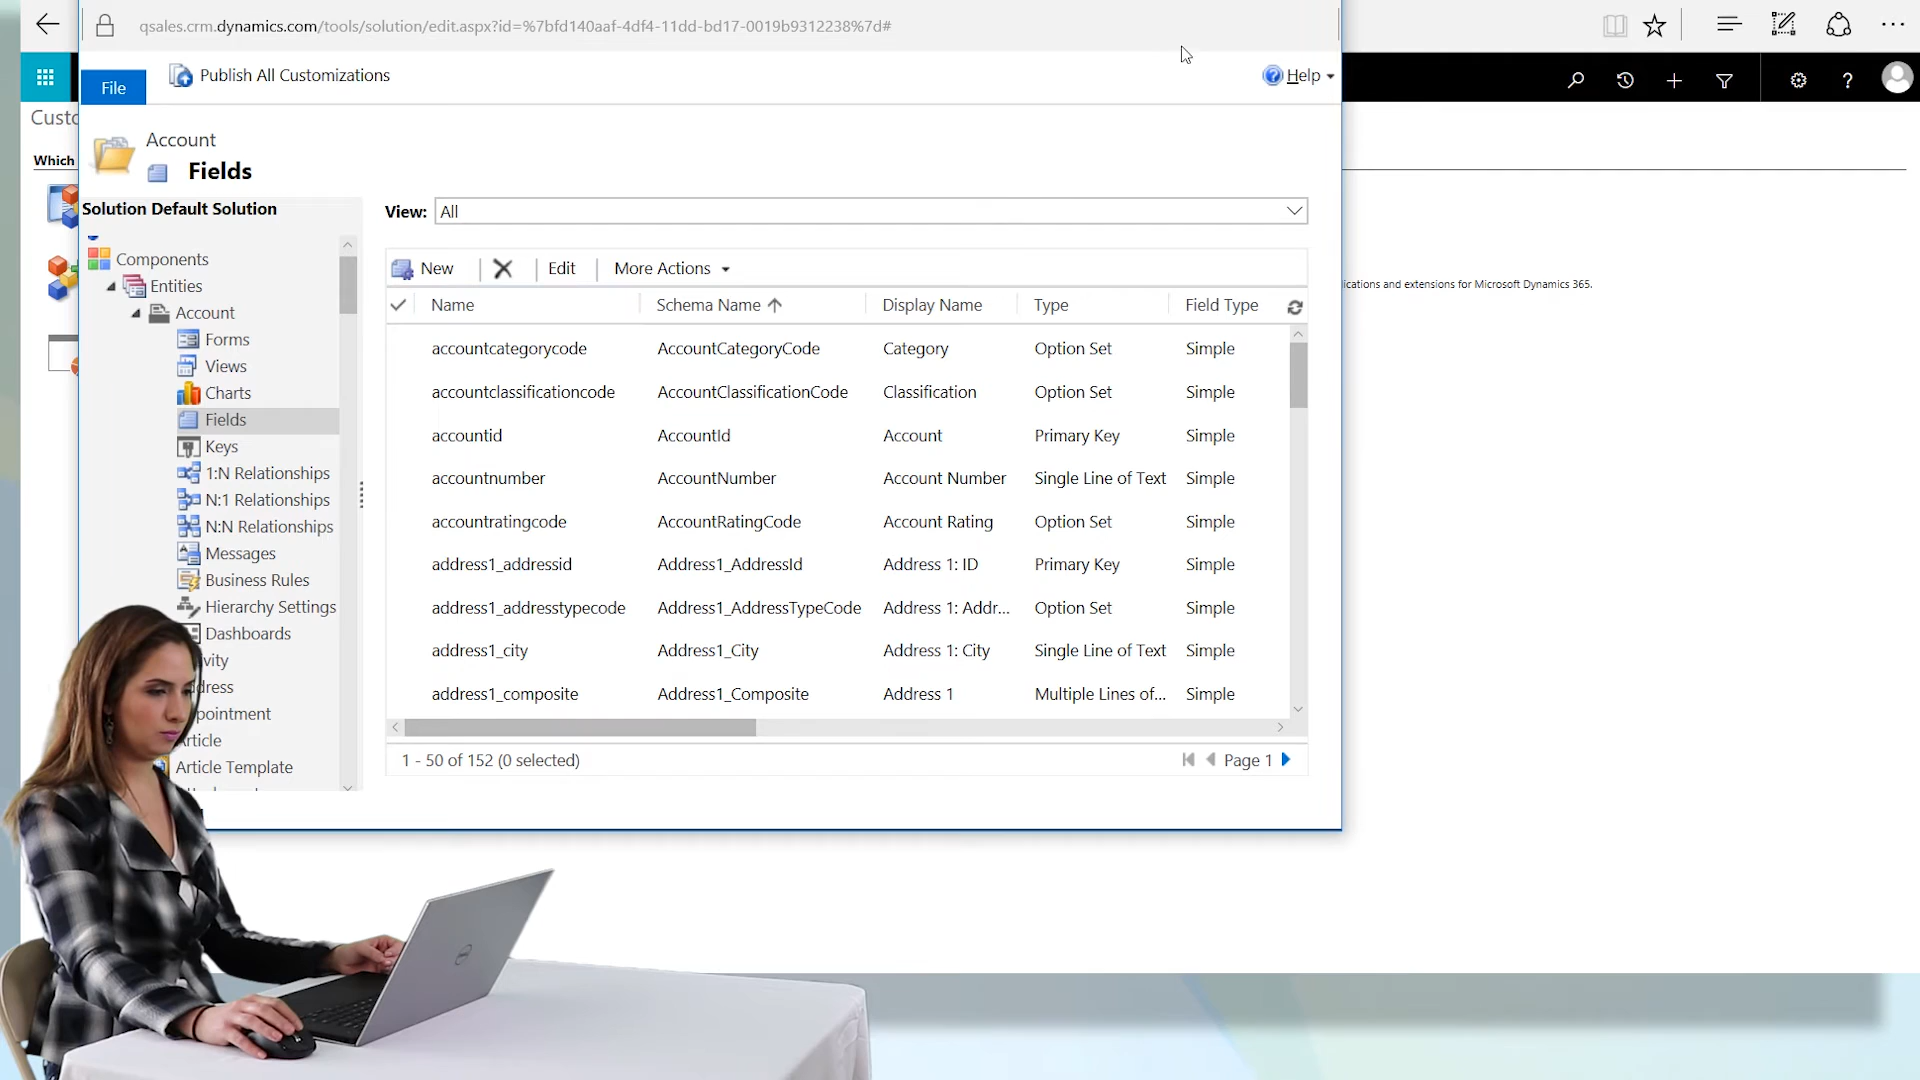 qsales.crm.dynamics.com/tools/solution/edit.aspx?id=%7bfd140aaf-4df4-11dd-bd17-0019b9312238%7d#
File
Publish All Customizations
Help
Custo
Which
Account
Fields
Solution Default Solution
View: All
Components
Entities
Account
Forms
Views
Charts
Fields
Keys
1:N Relationships
N:1 Relationships
N:N Relationships
Messages
Business Rules
Hierarchy Settings
Dashboards
ivity
dress
ppointment
rticle
Article Template
New Edit More Actions
Name Schema Name Display Name Type Field Type
accountcategorycode AccountCategoryCode Category Option Set Simple
accountclassificationcode AccountClassificationCode Classification Option Set Simple
accountid AccountId Account Primary Key Simple
accountnumber AccountNumber Account Number Single Line of Text Simple
accountratingcode AccountRatingCode Account Rating Option Set Simple
address1_addressid Address1_AddressId Address 1: ID Primary Key Simple
address1_addresstypecode Address1_AddressTypeCode Address 1: Addr... Option Set Simple
address1_city Address1_City Address 1: City Single Line of Text Simple
address1_composite Address1_Composite Address 1 Multiple Lines of... Simple
1 - 50 of 152 (0 selected)
Page 1
ications and extensions for Microsoft Dynamics 365.
DELL